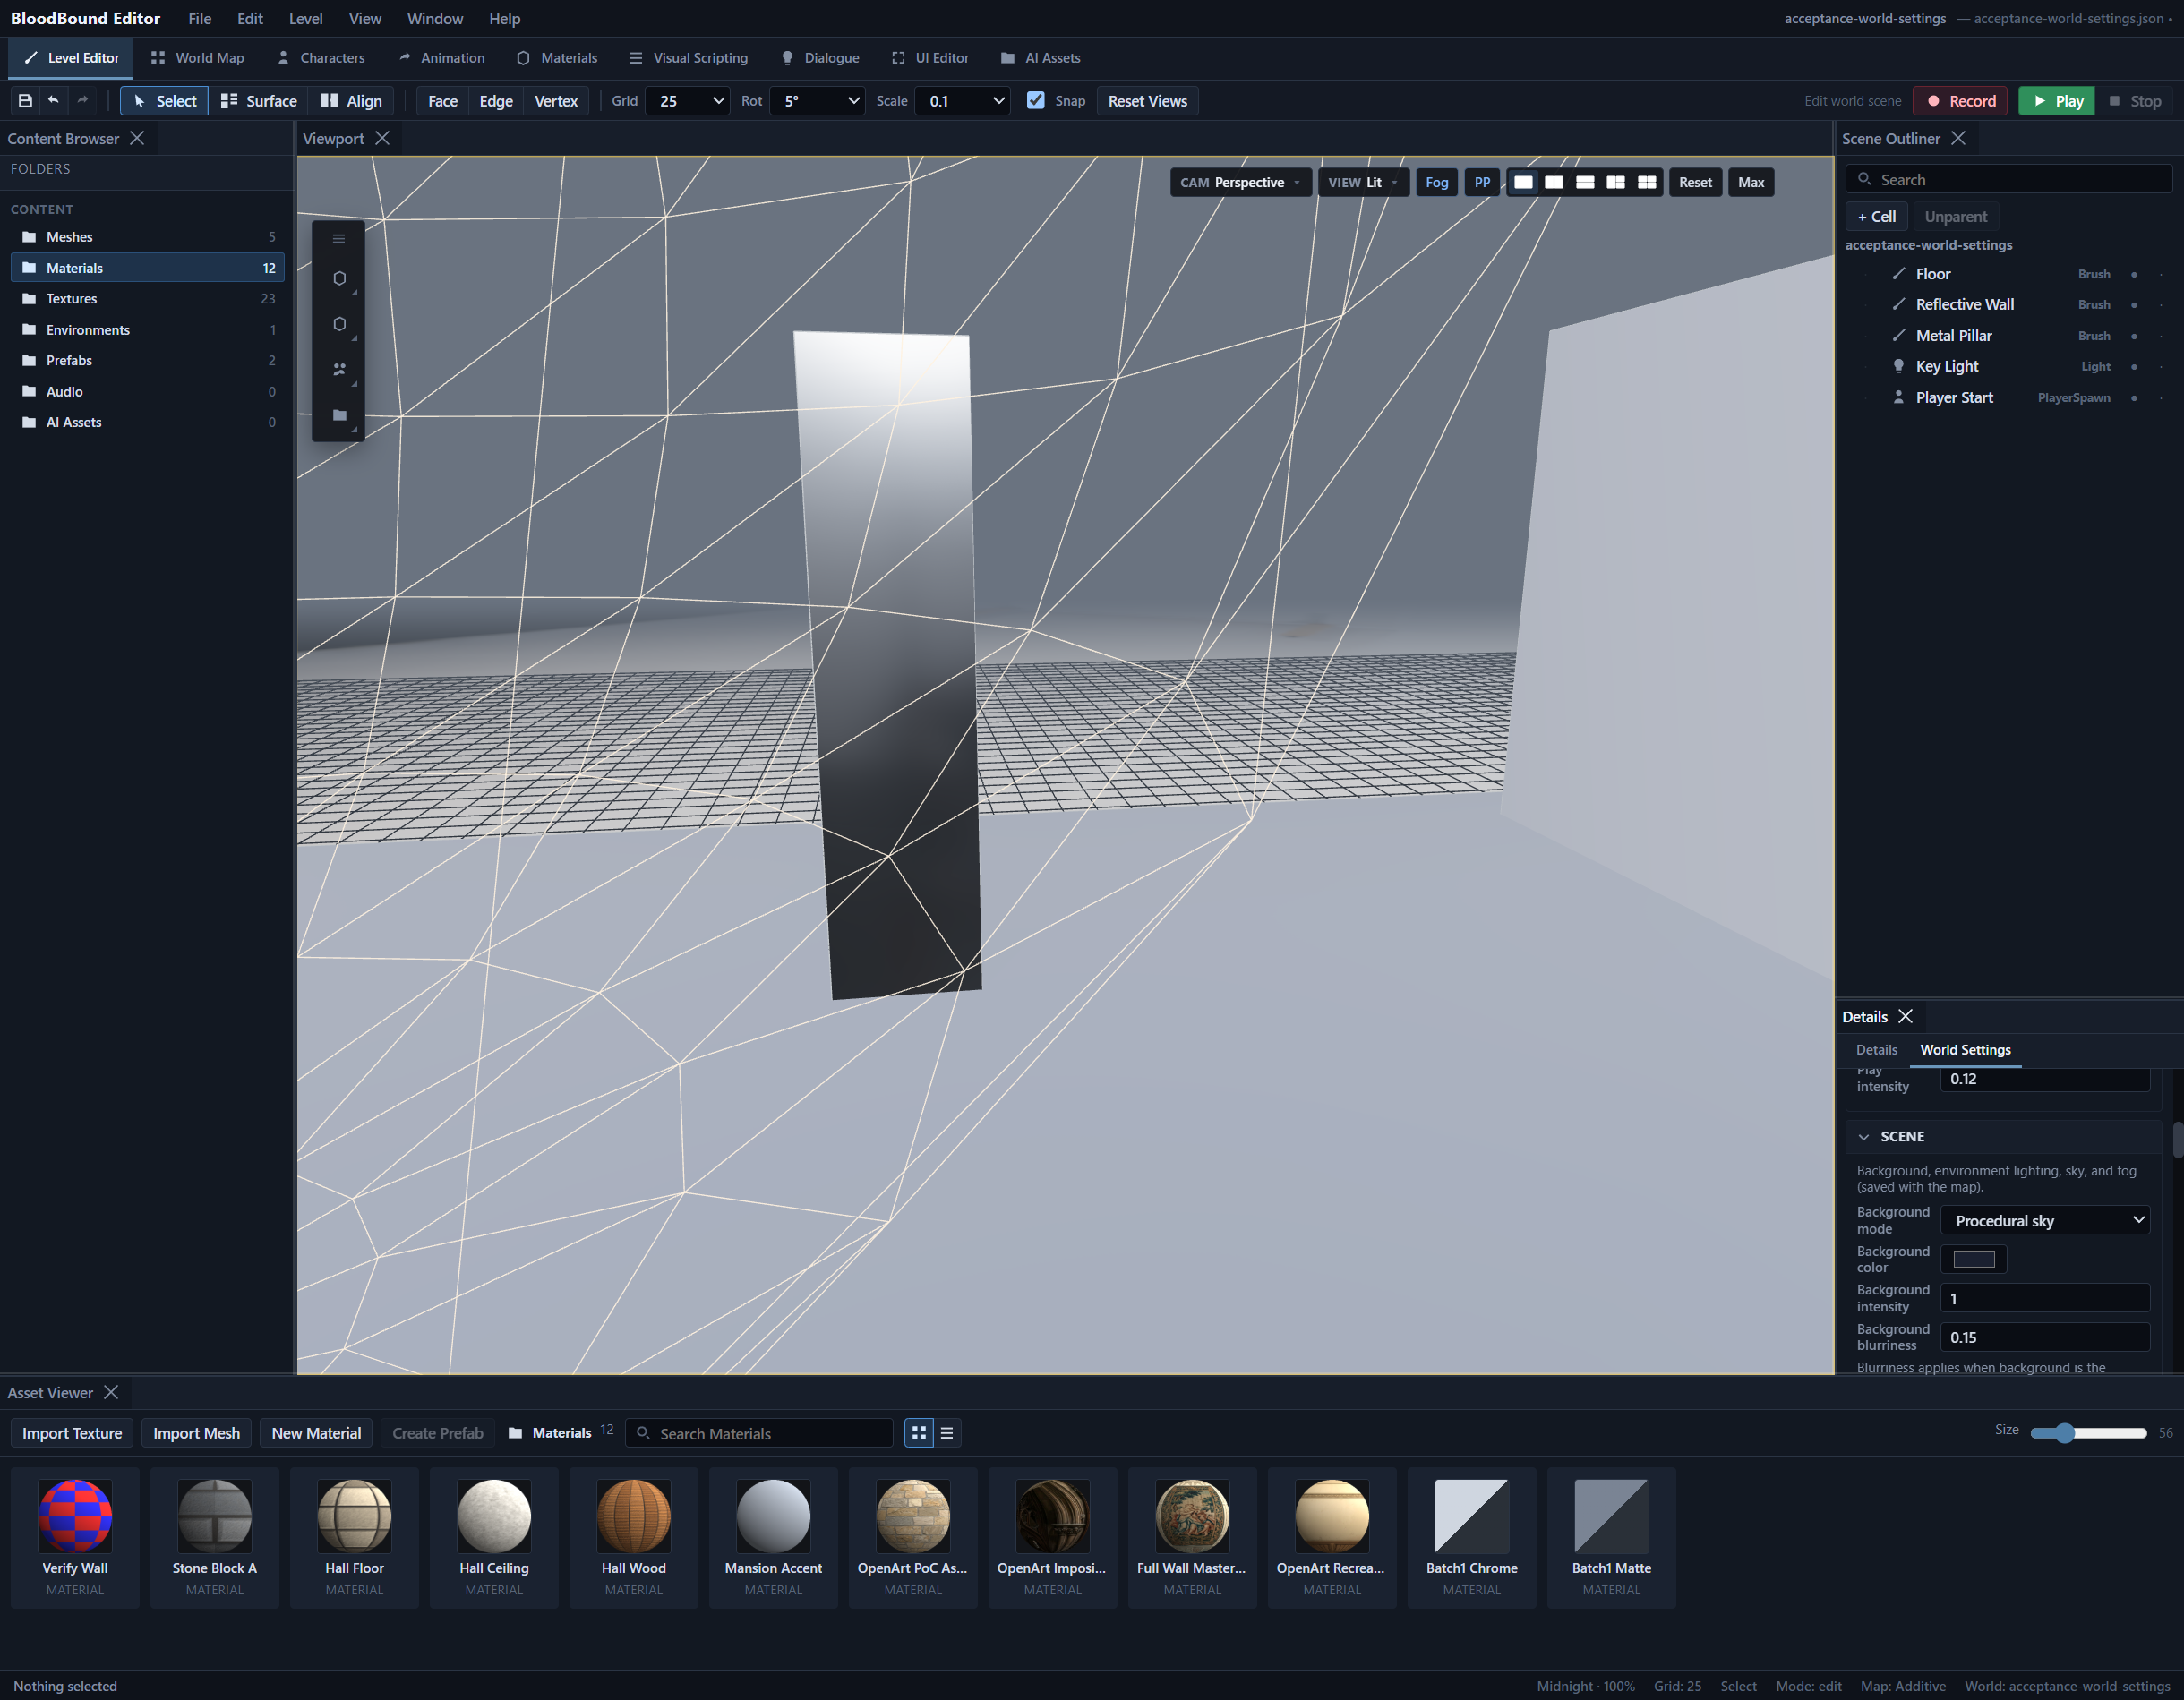 BloodBound Editor File Edit Level View Window Help acceptance-world-settings — acceptance-world-settings.json •
Level Editor World Map Characters Animation Materials Visual Scripting Dialogue UI Editor AI Assets
Select Surface Align Face Edge Vertex Grid 25 Rot 5° Scale 0.1 Snap Reset Views Edit world scene Record Play Stop
Content Browser
FOLDERS
CONTENT
Meshes 5
Materials 12
Textures 23
Environments 1
Prefabs 2
Audio 0
AI Assets 0
Viewport
CAM Perspective VIEW Lit Fog PP Reset Max
Scene Outliner
Search
+ Cell Unparent
acceptance-world-settings
Floor Brush
Reflective Wall Brush
Metal Pillar Brush
Key Light Light
Player Start PlayerSpawn
Details
Details World Settings
Play intensity 0.12
SCENE
Background, environment lighting, sky, and fog
(saved with the map).
Background mode Procedural sky
Background color
Background intensity 1
Background blurriness 0.15
Blurriness applies when background is the
Asset Viewer
Import Texture Import Mesh New Material Create Prefab Materials 12 Search Materials Size 56
Verify Wall Stone Block A Hall Floor Hall Ceiling Hall Wood Mansion Accent OpenArt PoC As... OpenArt Imposi... Full Wall Master... OpenArt Recrea... Batch1 Chrome Batch1 Matte
MATERIAL MATERIAL MATERIAL MATERIAL MATERIAL MATERIAL MATERIAL MATERIAL MATERIAL MATERIAL MATERIAL MATERIAL
Nothing selected Midnight · 100% Grid: 25 Select Mode: edit Map: Additive World: acceptance-world-settings